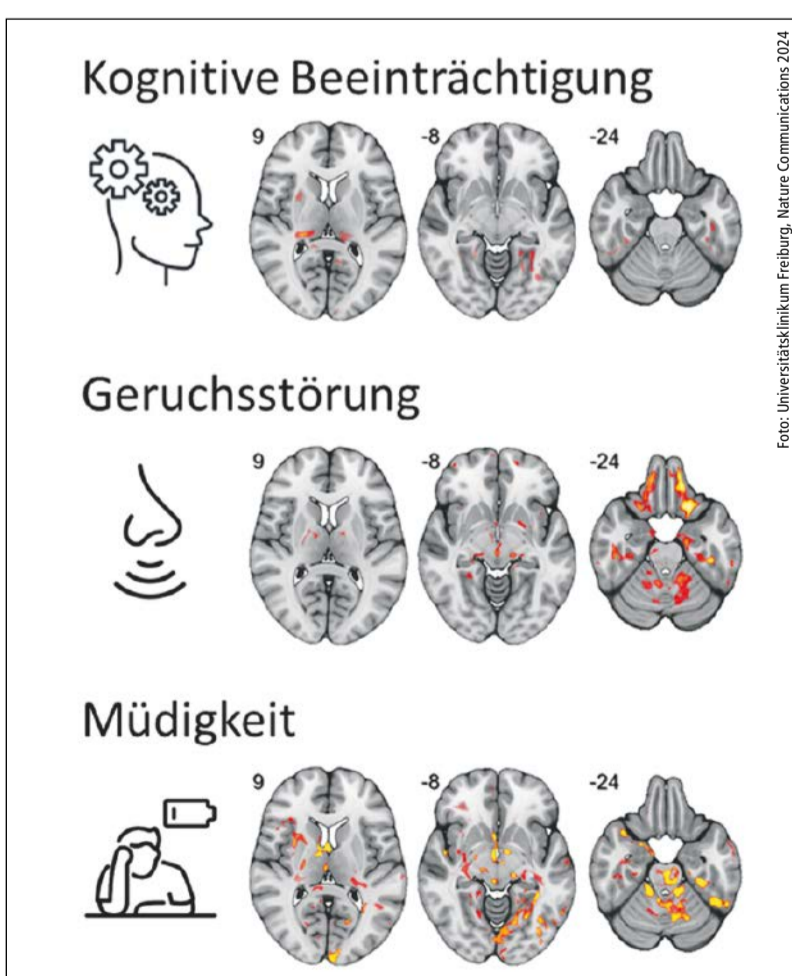 Kognitive Beeinträchtigung
9 -8 -24
Geruchsstörung
9 -8 -24
Müdigkeit
9 -8 -24
Foto: Universitätsklinikum Freiburg, Nature Communications 2024